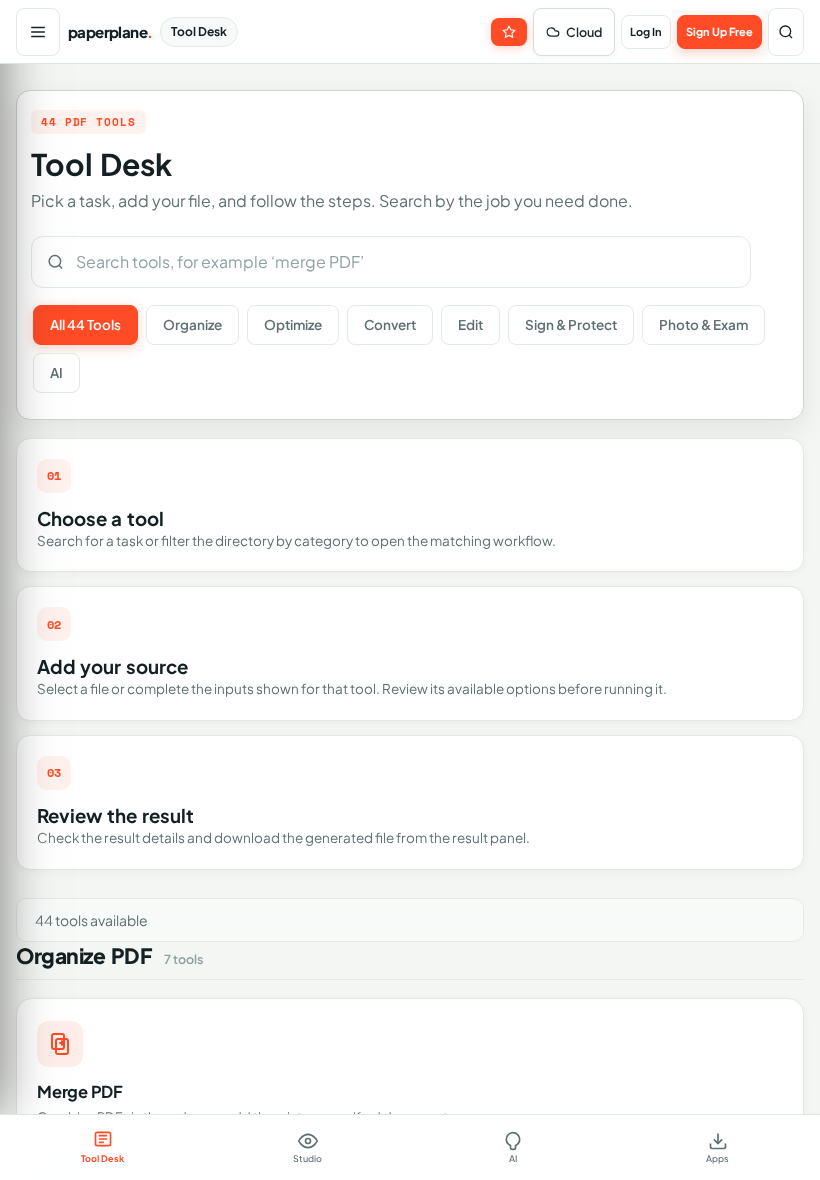 paperplane.
Tool Desk
Cloud
Log In
Sign Up Free
44 PDF TOOLS
Tool Desk
Pick a task, add your file, and follow the steps. Search by the job you need done.
Search tools, for example ‘merge PDF’
All 44 Tools
Organize
Optimize
Convert
Edit
Sign & Protect
Photo & Exam
AI
01
Choose a tool
Search for a task or filter the directory by category to open the matching workflow.
02
Add your source
Select a file or complete the inputs shown for that tool. Review its available options before running it.
03
Review the result
Check the result details and download the generated file from the result panel.
44 tools available
Organize PDF 7 tools
Merge PDF
Tool Desk
Studio
AI
Apps